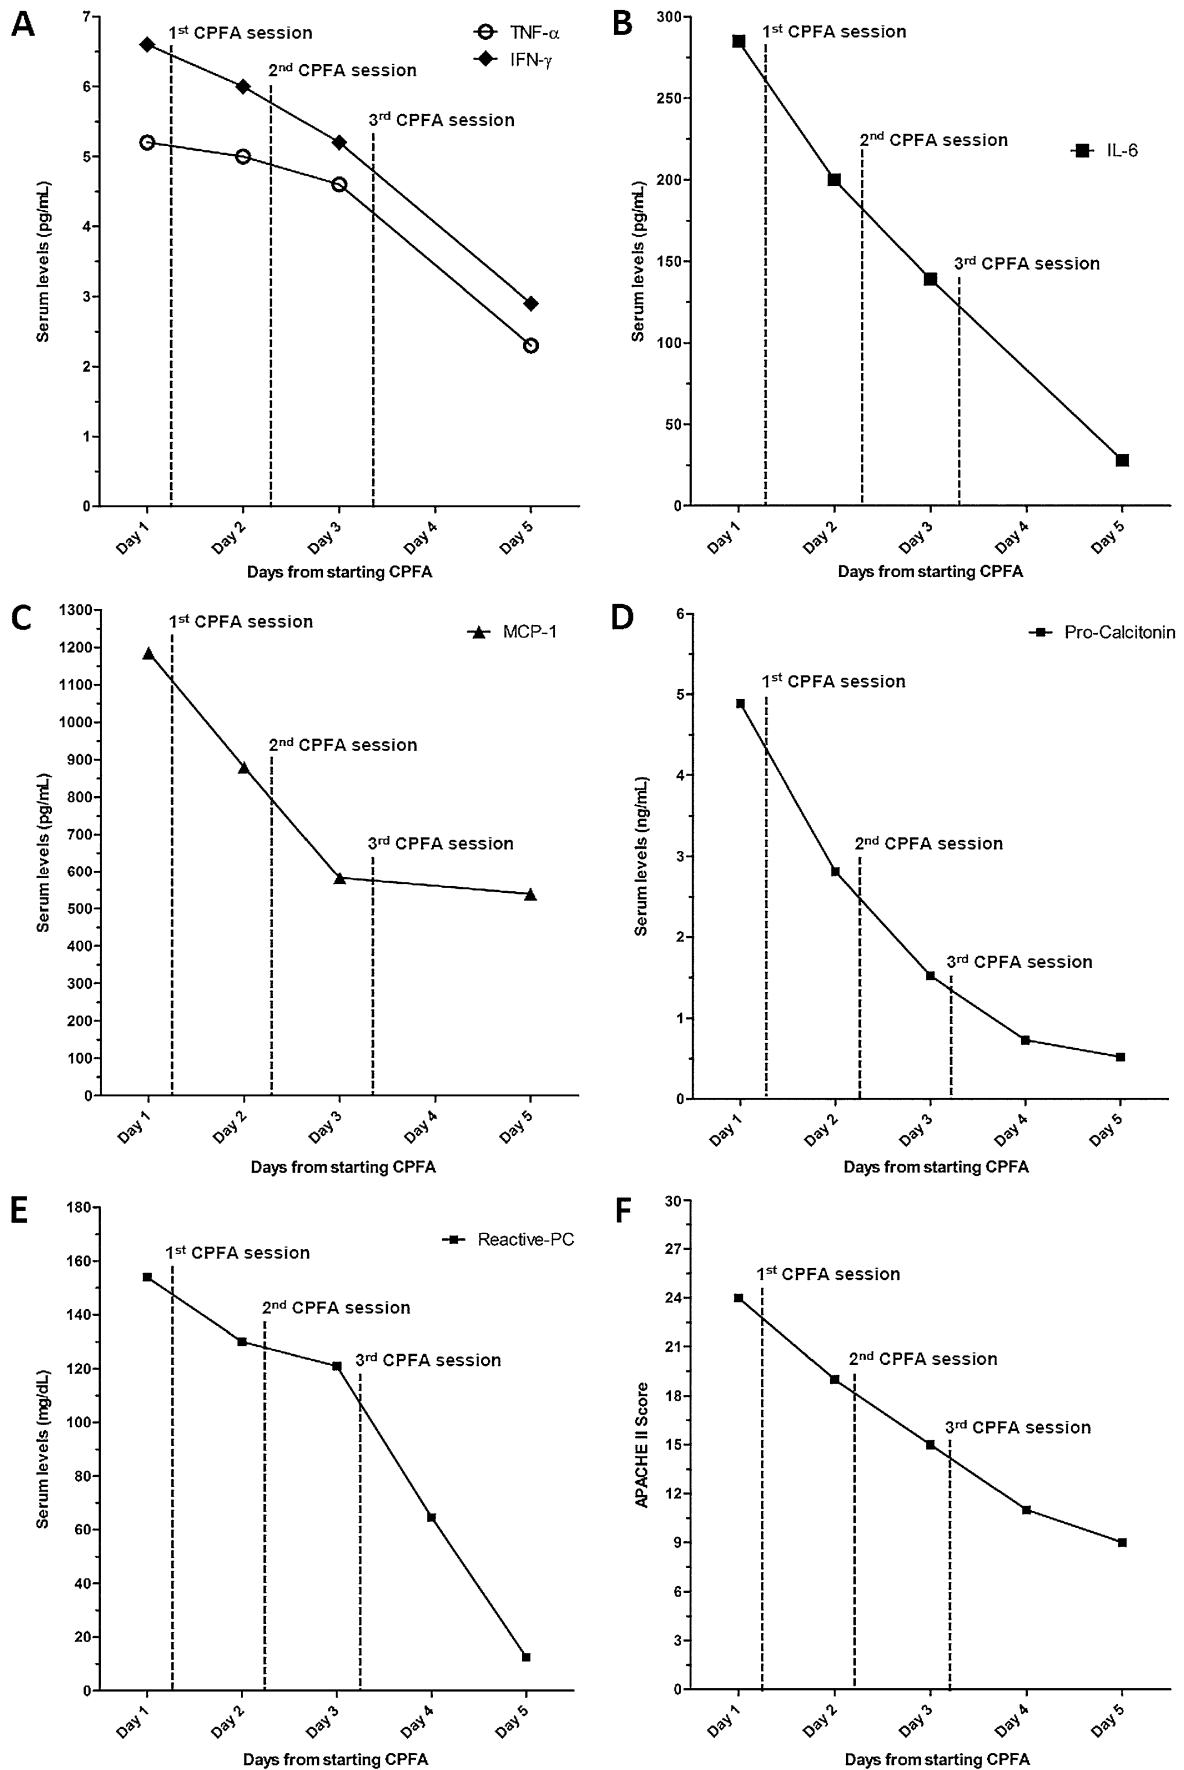 A
7
6
5
4
3
2
1
0
Serum levels (pg/mL)
1st CPFA session
2nd CPFA session
3rd CPFA session
TNF-α
IFN-γ
Day 1
Day 2
Day 3
Day 4
Day 5
Days from starting CPFA
B
300
250
200
150
100
50
0
Serum levels (pg/mL)
1st CPFA session
2nd CPFA session
3rd CPFA session
IL-6
Day 1
Day 2
Day 3
Day 4
Day 5
Days from starting CPFA
C
1300
1200
1100
1000
900
800
700
600
500
400
300
200
100
0
Serum levels (pg/mL)
1st CPFA session
2nd CPFA session
3rd CPFA session
MCP-1
Day 1
Day 2
Day 3
Day 4
Day 5
Days from starting CPFA
D
6
5
4
3
2
1
0
Serum levels (ng/mL)
1st CPFA session
2nd CPFA session
3rd CPFA session
Pro-Calcitonin
Day 1
Day 2
Day 3
Day 4
Day 5
Days from starting CPFA
E
180
160
140
120
100
80
60
40
20
0
Serum levels (mg/dL)
1st CPFA session
2nd CPFA session
3rd CPFA session
Reactive-PC
Day 1
Day 2
Day 3
Day 4
Day 5
Days from starting CPFA
F
30
27
24
21
18
15
12
9
6
3
0
APACHE II Score
1st CPFA session
2nd CPFA session
3rd CPFA session
Day 1
Day 2
Day 3
Day 4
Day 5
Days from starting CPFA